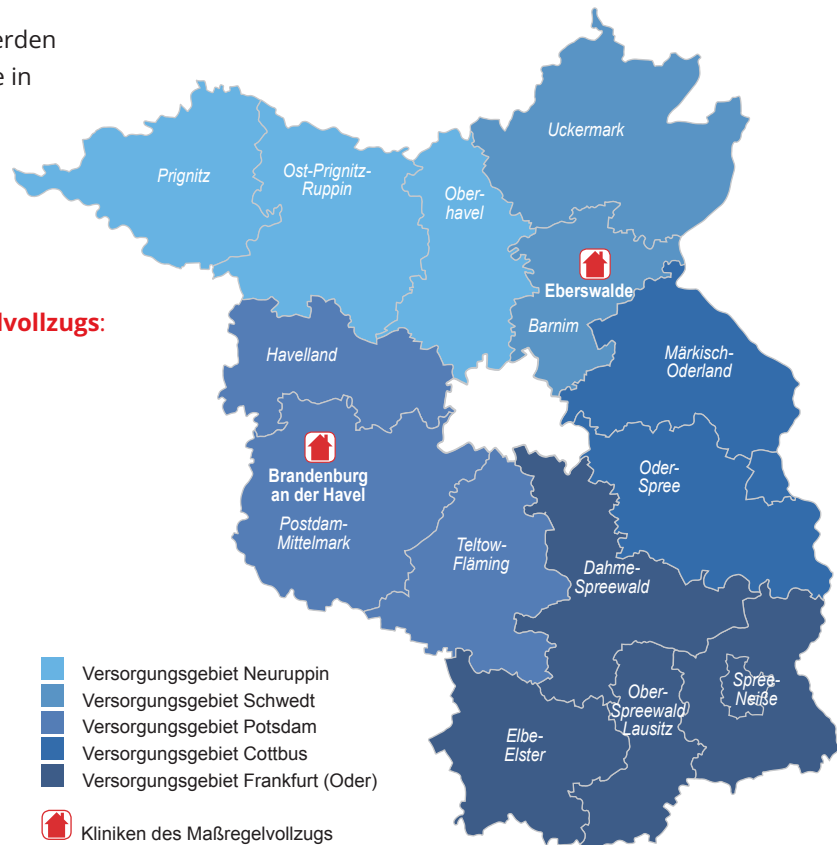 erden
e in
lvollzugs:
Uckermark
Prignitz
Ost-Prignitz-
Ruppin
Ober-
havel
Eberswalde
Barnim
Havelland
Märkisch-
Oderland
Brandenburg
an der Havel
Postdam-
Mittelmark
Oder-
Spree
Teltow-
Fläming
Dahme-
Spreewald
Spree-
Neiße
Ober-
Spreewald
Lausitz
Elbe-
Elster
Versorgungsgebiet Neuruppin
Versorgungsgebiet Schwedt
Versorgungsgebiet Potsdam
Versorgungsgebiet Cottbus
Versorgungsgebiet Frankfurt (Oder)
Kliniken des Maßregelvollzugs